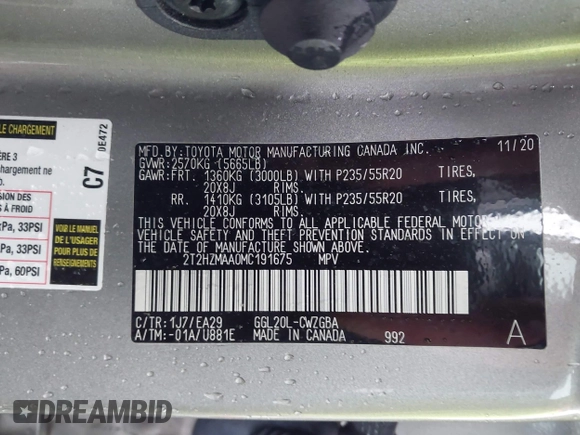 LE CHARGEMENT
ÈRE 3
hargement ne
NS DES
À FROID
Pa, 33PSI
Pa, 33PSI
Pa, 60PSI
0E472
C7
VOIR LE MANUEL
DE L'USAGER
POUR PLUS DE
RENSEIGNEMENTS
MFD.BY:TOYOTA MOTOR MANUFACTURING CANADA INC. 11/20
GVWR:2570KG (5665LB)
GAWR:FRT. 1360KG (3000LB) WITH P235/55R20 TIRES,
20X8J RIMS.
RR. 1410KG (3105LB) WITH P235/55R20 TIRES,
20X8J RIMS.
THIS VEHICLE CONFORMS TO ALL APPLICABLE FEDERAL MOTOR
VEHICLE SAFETY AND THEFT PREVENTION STANDARDS IN EFFECT
ON THE DATE OF MANUFACTURE SHOWN ABOVE.
2T2HZMAA0MC191675 MPV
C/TR:1J7/EA29 GGL20L-CWZGBA
A/TM:-01A/U881E MADE IN CANADA 992
A
DREAMBID